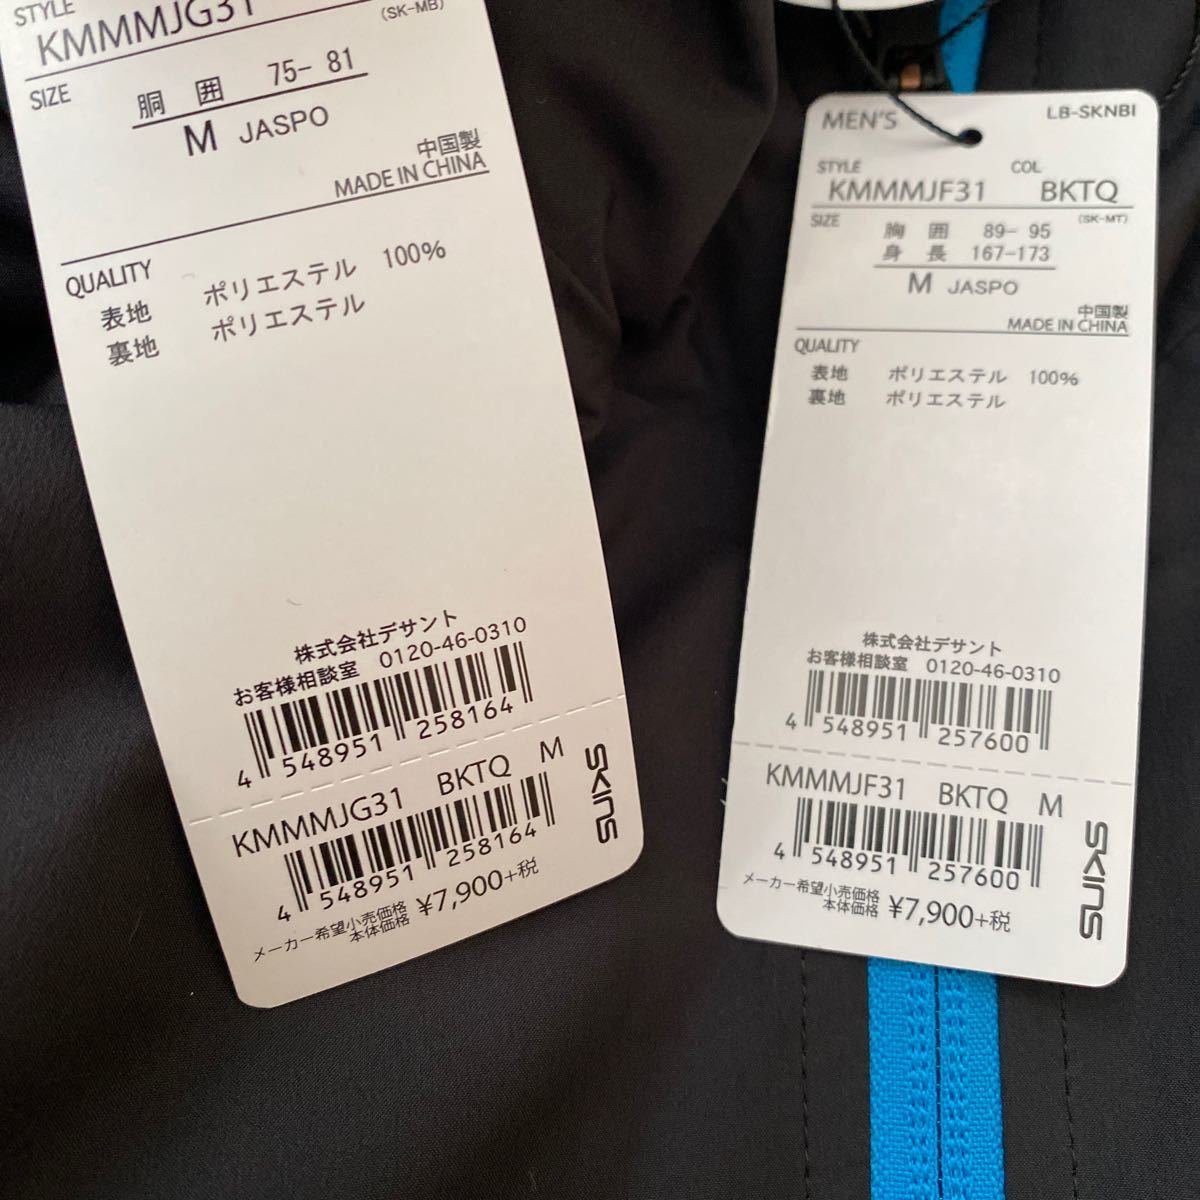 STYLE
KMMMJG31
(SK-MB)
SIZE
胴囲 75-81
M JASPO
中国製
MADE IN CHINA
QUALITY
表地 ポリエステル 100%
裏地 ポリエステル
株式会社デサント
お客様相談室 0120-46-0310
4 548951 258164
KMMMJG31 BKTQ M
4 548951 258164
メーカー希望小売価格
本体価格 ¥7,900+税
SKINS
MEN'S LB-SKNBI
STYLE COL
KMMMJF31 BKTQ
(SK-MT)
SIZE
胸囲 89-95
身長 167-173
M JASPO
中国製
MADE IN CHINA
QUALITY
表地 ポリエステル 100%
裏地 ポリエステル
株式会社デサント
お客様相談室 0120-46-0310
4 548951 257600
KMMMJF31 BKTQ M
4 548951 257600
メーカー希望小売価格
本体価格 ¥7,900+税
SKINS